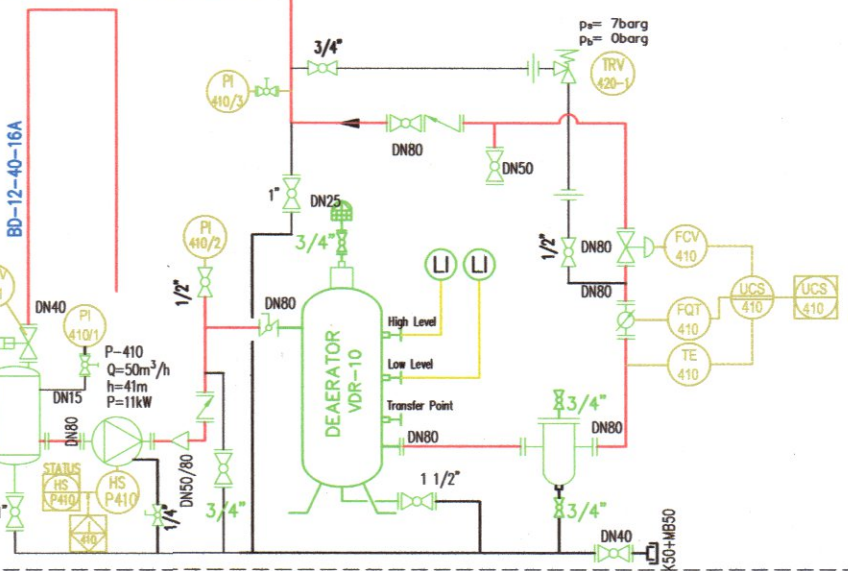 pa= 7barg
pb= 0barg
3/4"
TRV
420-1
PI
410/3
DN80
DN50
BD-12-40-16A
1"
DN25
3/4"
PI
410/2
1/2"
DN80
FCV
410
1/2"
LI
LI
DN80
UCS
410
UCS
410
DN40
PI
410/1
1/2"
DN80
High Level
FQT
410
P-410
Q=50m³/h
h=41m
P=11kW
DEAERATOR
VDR-10
Low Level
TE
410
DN15
Transfer Point
3/4"
DN80
DN80
DN80
STATUS
HS
P410
HS
P410
DN50/80
1 1/2"
3/4"
3/4"
1/4"
I
410
DN40
K50+MB50